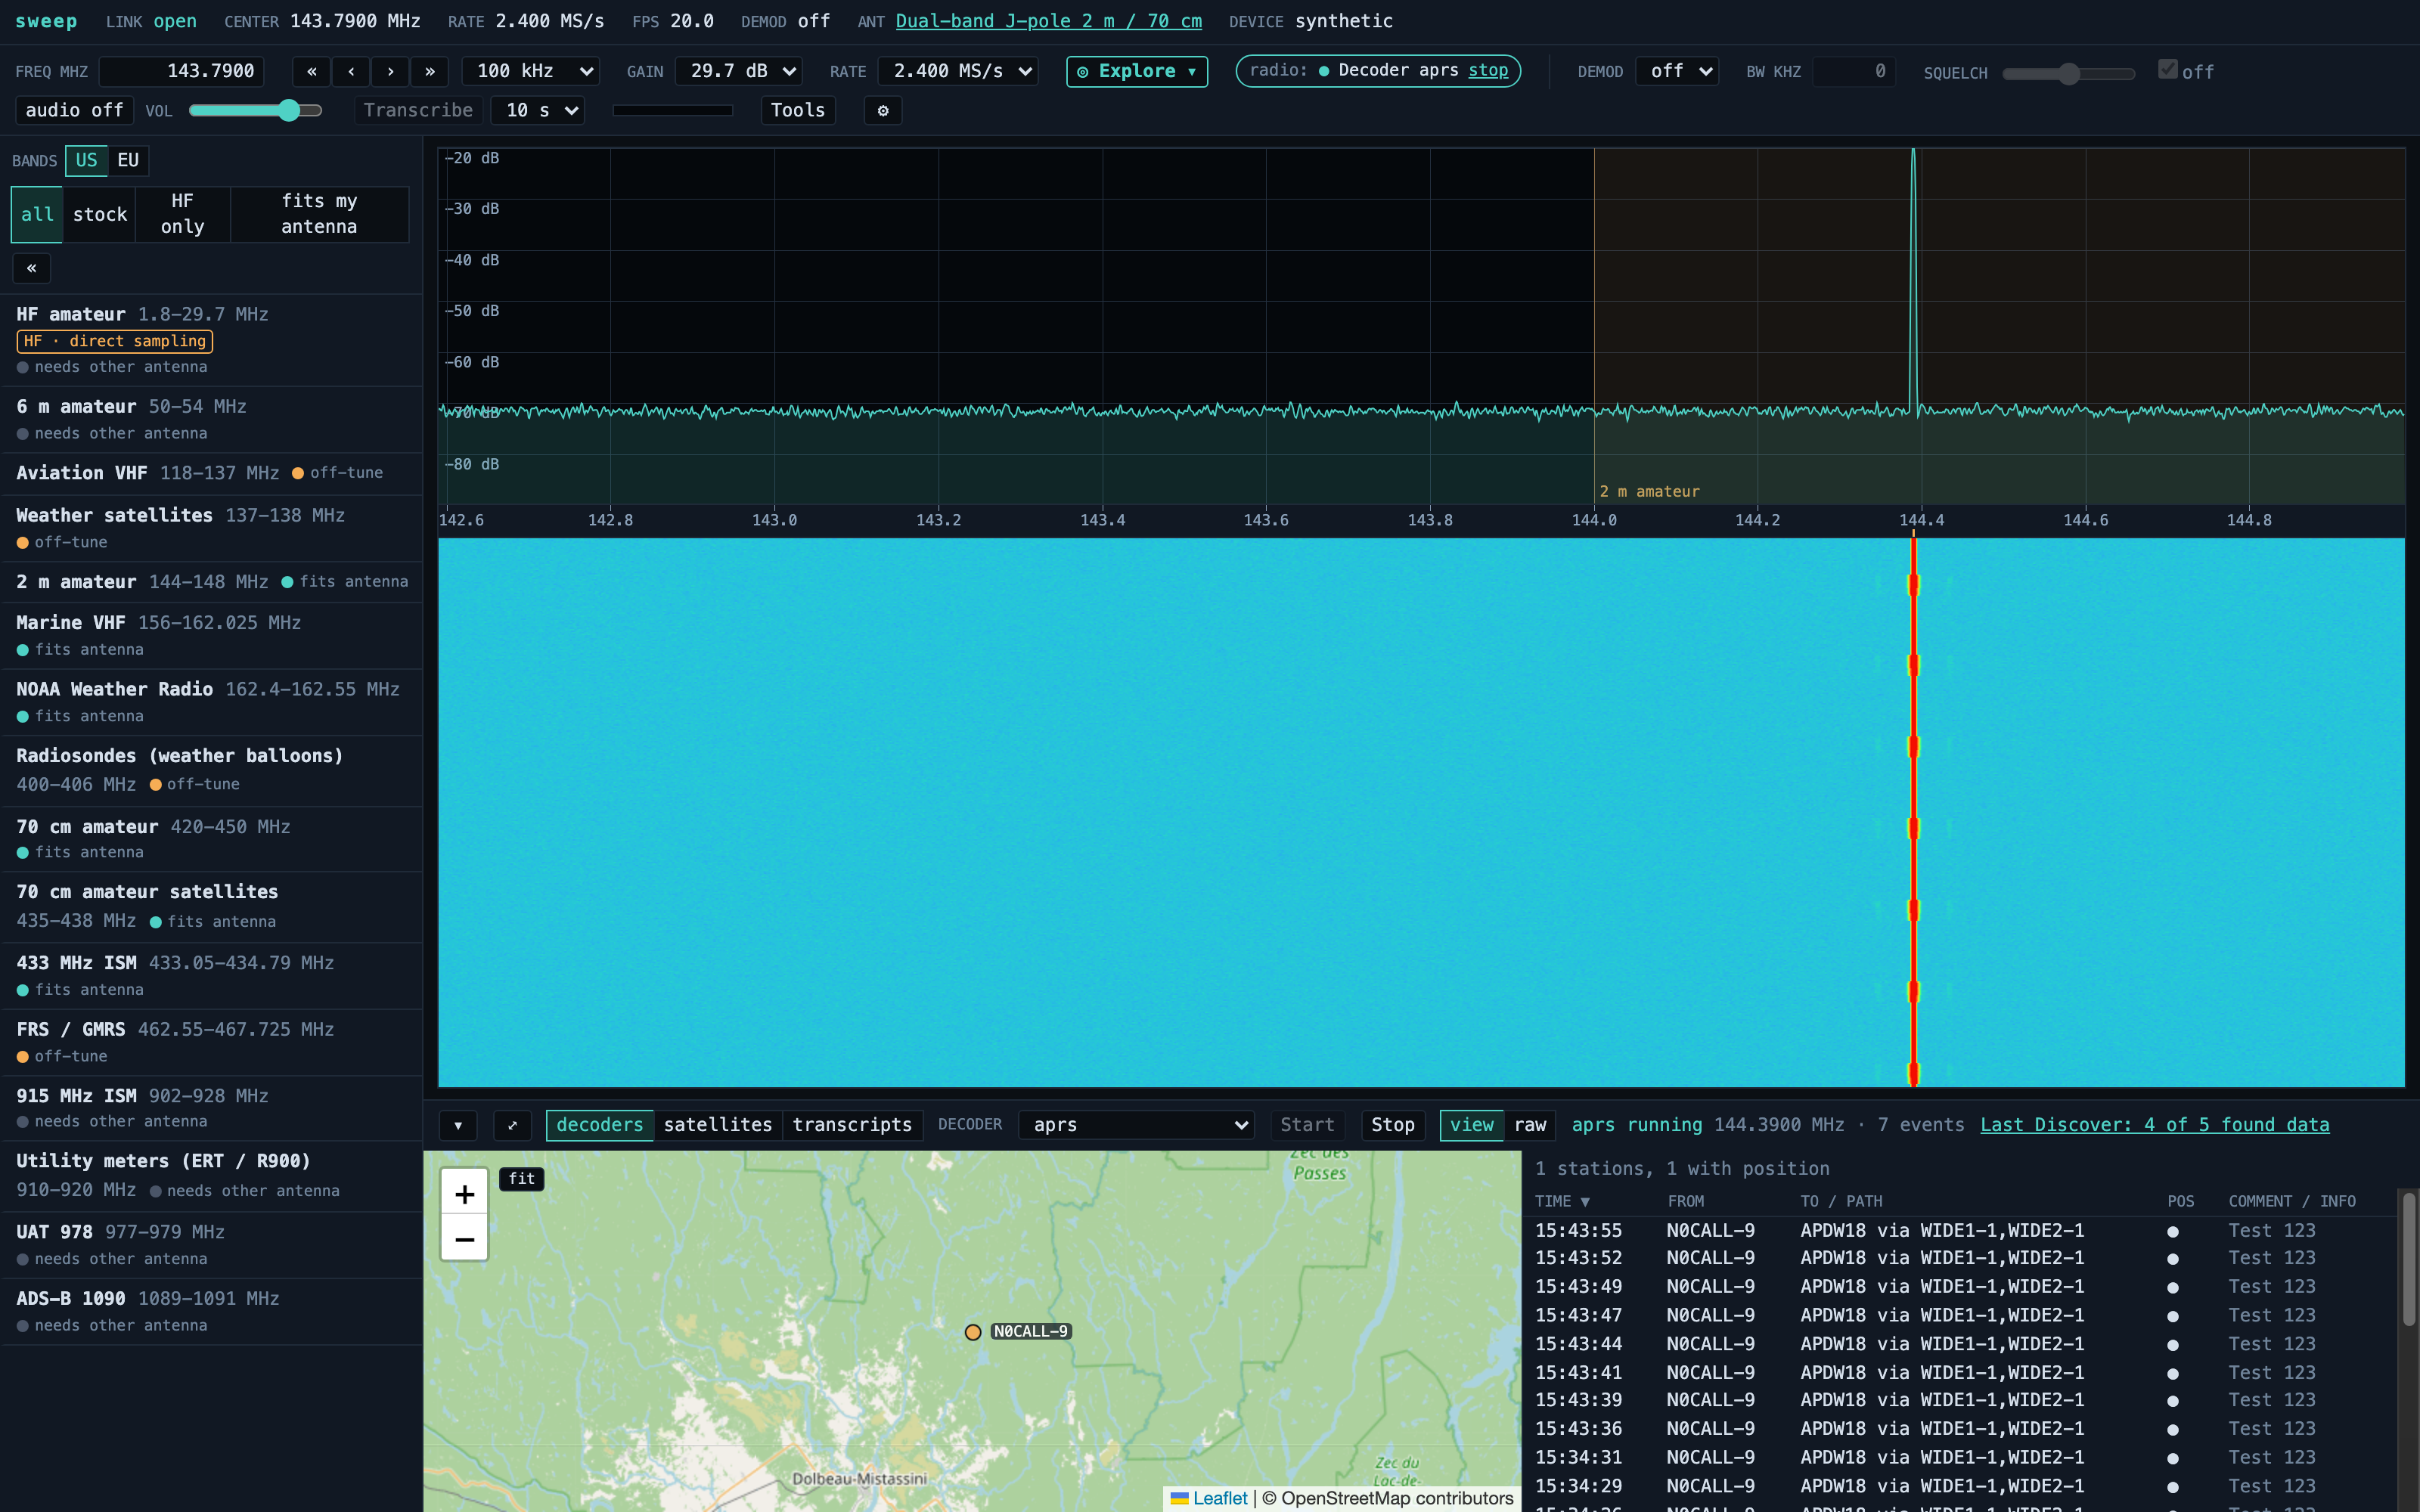 sweep LINK open CENTER 143.7900 MHz RATE 2.400 MS/s FPS 20.0 DEMOD off ANT Dual-band J-pole 2 m / 70 cm DEVICE synthetic
FREQ MHZ 143.7900 « ‹ › » 100 kHz GAIN 29.7 dB RATE 2.400 MS/s ◎ Explore ▾ radio: ● Decoder aprs stop DEMOD off BW KHZ 0 SQUELCH off
audio off VOL Transcribe 10 s Tools ⚙
BANDS US EU
all stock HF only fits my antenna
«
HF amateur 1.8–29.7 MHz
HF · direct sampling
needs other antenna
6 m amateur 50–54 MHz
needs other antenna
Aviation VHF 118–137 MHz off-tune
Weather satellites 137–138 MHz
off-tune
2 m amateur 144–148 MHz fits antenna
Marine VHF 156–162.025 MHz
fits antenna
NOAA Weather Radio 162.4–162.55 MHz
fits antenna
Radiosondes (weather balloons)
400–406 MHz off-tune
70 cm amateur 420–450 MHz
fits antenna
70 cm amateur satellites
435–438 MHz fits antenna
433 MHz ISM 433.05–434.79 MHz
fits antenna
FRS / GMRS 462.55–467.725 MHz
off-tune
915 MHz ISM 902–928 MHz
needs other antenna
Utility meters (ERT / R900)
910–920 MHz needs other antenna
UAT 978 977–979 MHz
needs other antenna
ADS-B 1090 1089–1091 MHz
needs other antenna
-20 dB
-30 dB
-40 dB
-50 dB
-60 dB
-70 dB
-80 dB
2 m amateur
142.6 142.8 143.0 143.2 143.4 143.6 143.8 144.0 144.2 144.4 144.6 144.8
▾ ⤢ decoders satellites transcripts DECODER aprs Start Stop view raw aprs running 144.3900 MHz · 7 events Last Discover: 4 of 5 found data
+
−
fit
Zec des
Passes
N0CALL-9
Dolbeau-Mistassini
Zec du
Lac-de-
Leaflet | © OpenStreetMap contributors
1 stations, 1 with position
TIME ▼ FROM TO / PATH POS COMMENT / INFO
15:43:55 N0CALL-9 APDW18 via WIDE1-1,WIDE2-1 ● Test 123
15:43:52 N0CALL-9 APDW18 via WIDE1-1,WIDE2-1 ● Test 123
15:43:49 N0CALL-9 APDW18 via WIDE1-1,WIDE2-1 ● Test 123
15:43:47 N0CALL-9 APDW18 via WIDE1-1,WIDE2-1 ● Test 123
15:43:44 N0CALL-9 APDW18 via WIDE1-1,WIDE2-1 ● Test 123
15:43:41 N0CALL-9 APDW18 via WIDE1-1,WIDE2-1 ● Test 123
15:43:39 N0CALL-9 APDW18 via WIDE1-1,WIDE2-1 ● Test 123
15:43:36 N0CALL-9 APDW18 via WIDE1-1,WIDE2-1 ● Test 123
15:34:31 N0CALL-9 APDW18 via WIDE1-1,WIDE2-1 ● Test 123
15:34:29 N0CALL-9 APDW18 via WIDE1-1,WIDE2-1 ● Test 123